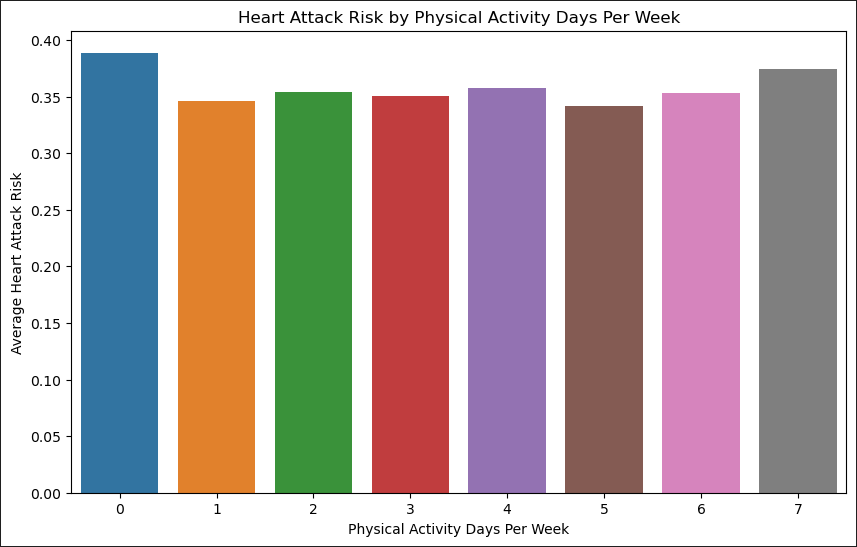 Heart Attack Risk by Physical Activity Days Per Week
Average Heart Attack Risk
0.40
0.35
0.30
0.25
0.20
0.15
0.10
0.05
0.00
0 1 2 3 4 5 6 7
Physical Activity Days Per Week